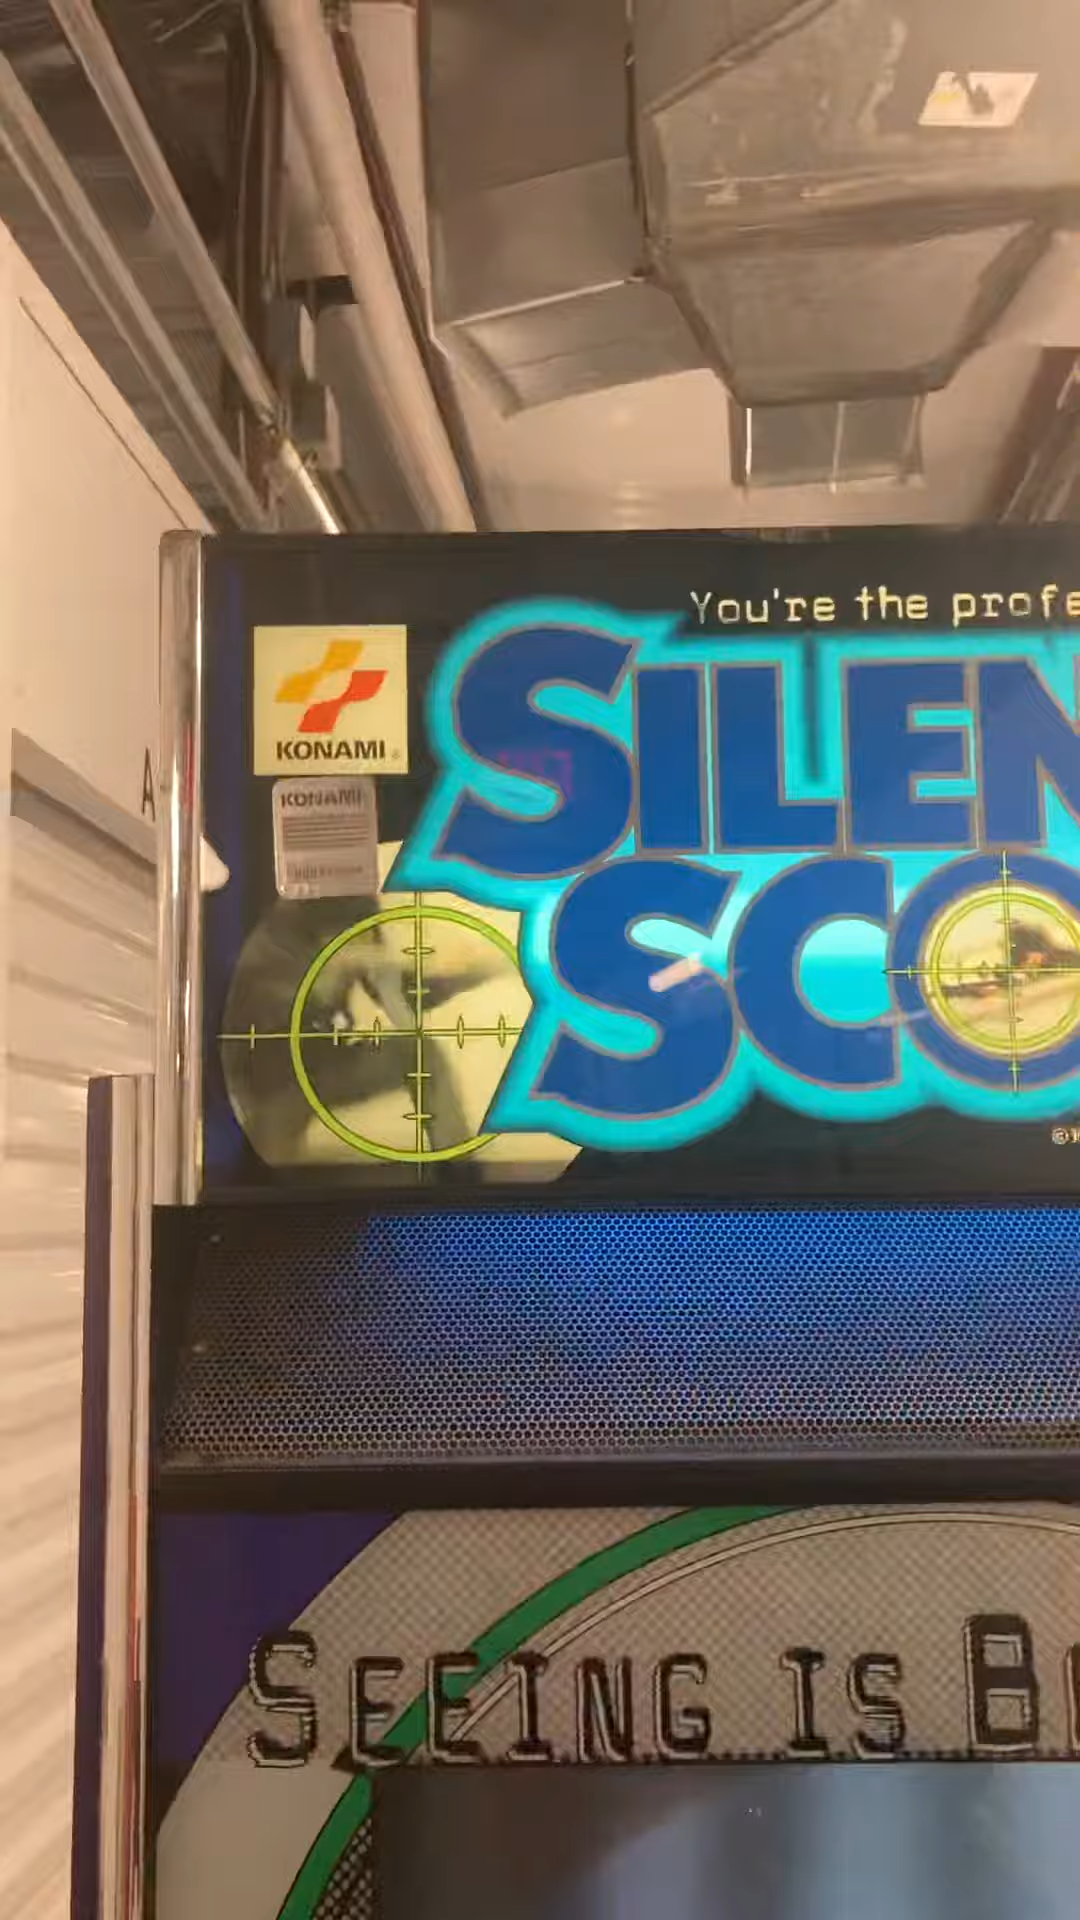 You're the profe
KONAMI
SILEN
KONAMI
SCO
SEEING IS B
A